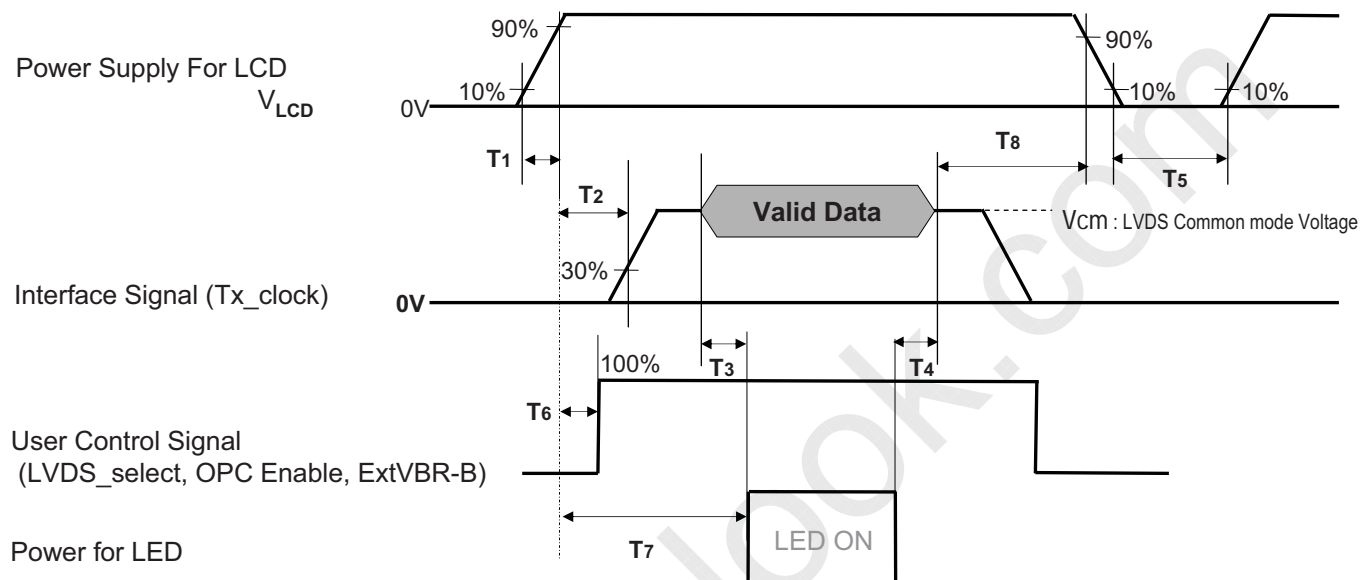 90%
90%
Power Supply For LCD
VLCD
10%
10%
10%
0V
T1
T8
T5
T2
Valid Data
VCM : LVDS Common mode Voltage
30%
Interface Signal (Tx_clock)
0V
T3
T4
100%
T6
User Control Signal
(LVDS_select, OPC Enable, ExtVBR-B)
T7
LED ON
Power for LED
look.com